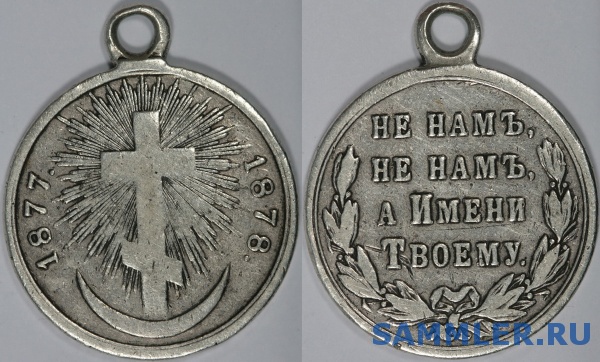 1877.
1878.
НЕ НАМЪ,
НЕ НАМЪ,
А ИМЕНИ
ТВОЕМУ.
SAMMLER.RU